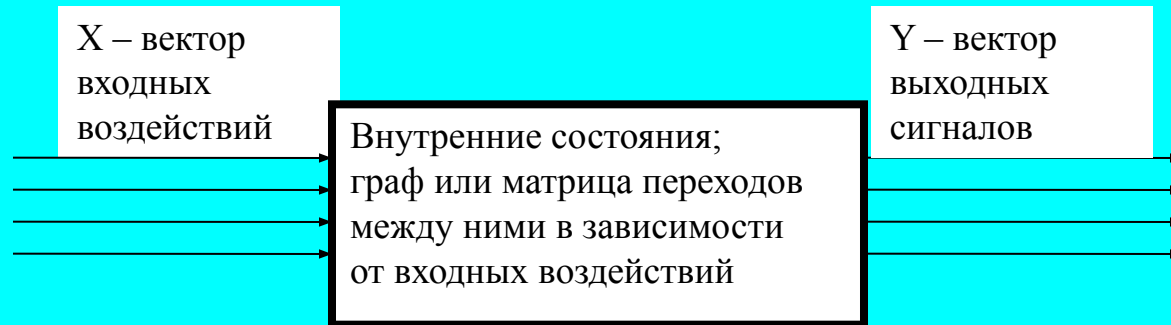 X – вектор
входных
воздействий
Внутренние состояния;
граф или матрица переходов
между ними в зависимости
от входных воздействий
Y – вектор
выходных
сигналов